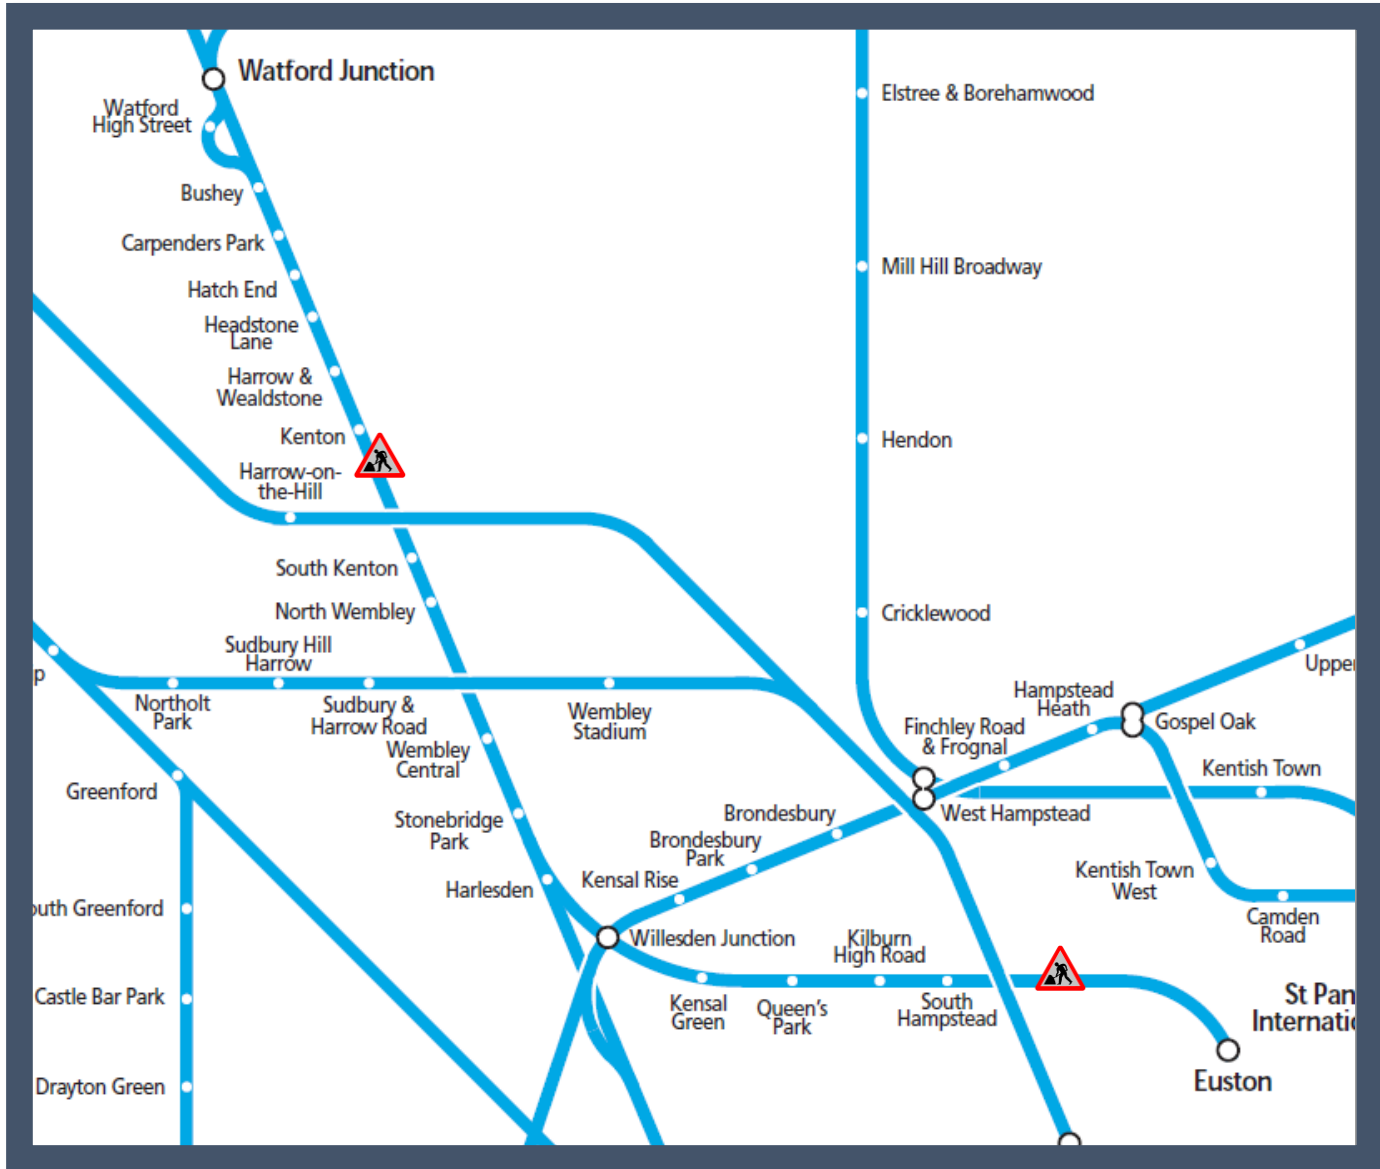 Watford Junction
Watford
High Street
Bushey
Carpenders Park
Hatch End
Headstone
Lane
Harrow &
Wealdstone
Kenton
Harrow-on-
the-Hill
South Kenton
North Wembley
Sudbury Hill
Harrow
p
Northolt
Park
Sudbury &
Harrow Road
Wembley
Central
Wembley
Stadium
Greenford
Stonebridge
Park
Harlesden
outh Greenford
Castle Bar Park
Drayton Green
Elstree & Borehamwood
Mill Hill Broadway
Hendon
Cricklewood
Upper
Hampstead
Heath
Gospel Oak
Finchley Road
& Frognal
Kentish Town
West Hampstead
Brondesbury
Brondesbury
Park
Kensal Rise
Kentish Town
West
Camden
Road
Willesden Junction
Kilburn
High Road
Kensal
Green
Queen's
Park
South
Hampstead
St Pan
Internatio
Euston